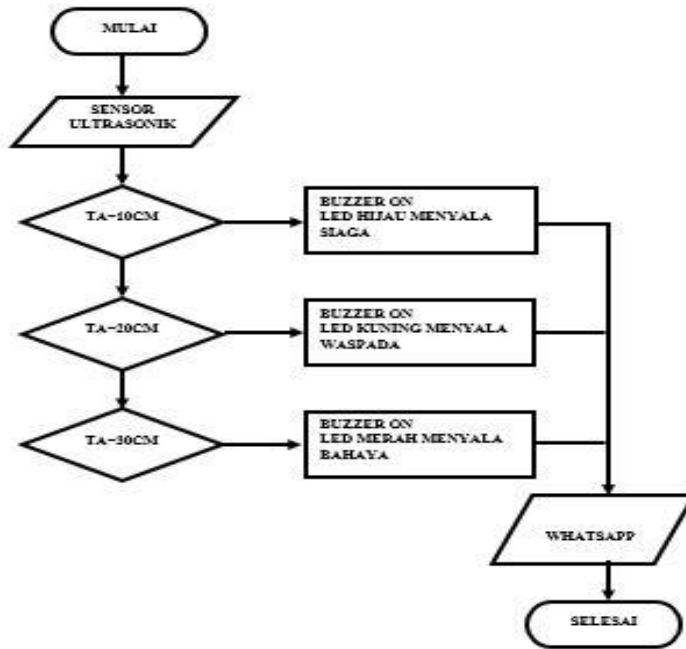 MULAI
SENSOR
ULTRASONIK
TA=10CM
BUZZER ON
LED HIJAU MENYALA
SIAGA
TA=20CM
BUZZER ON
LED KUNING MENYALA
WASPADA
TA=30CM
BUZZER ON
LED MERAH MENYALA
BAHAYA
WHATSAPP
SELESAI